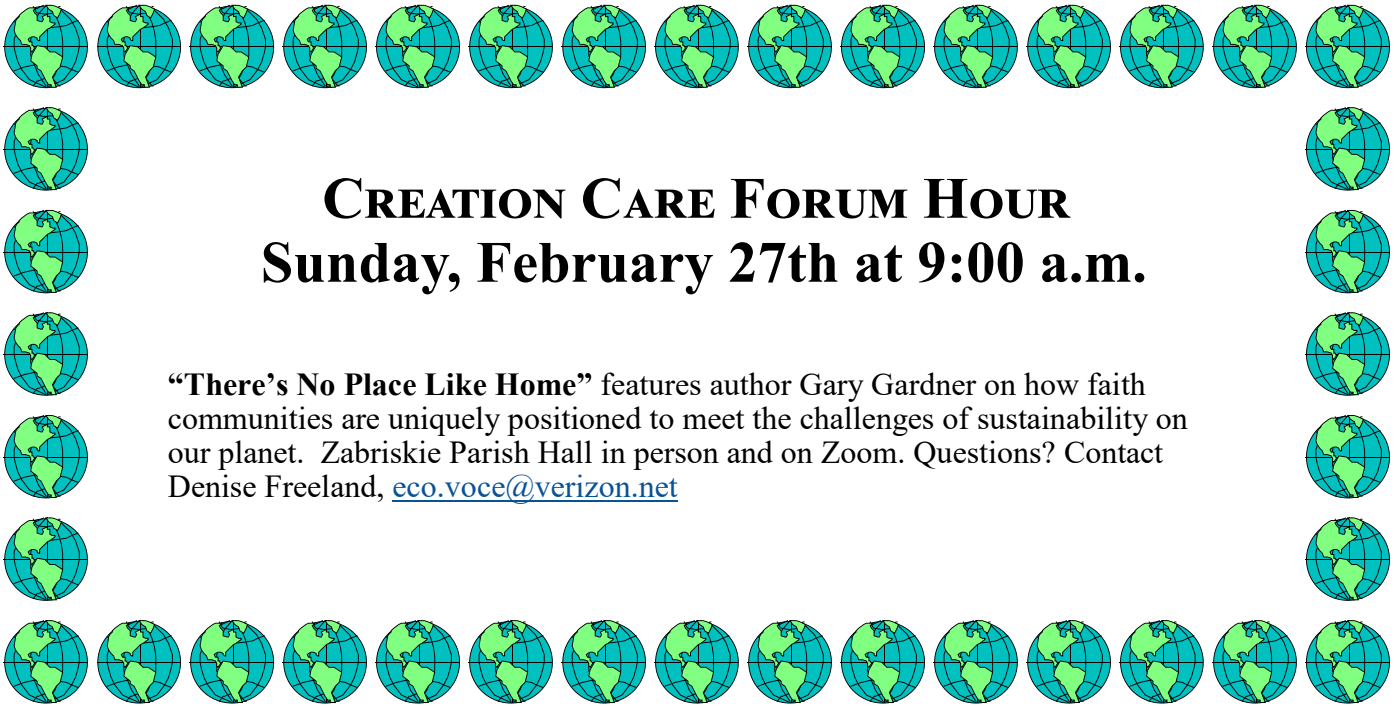 Creation Care Forum Hour
Sunday, February 27th at 9:00 a.m.
“There’s No Place Like Home” features author Gary Gardner on how faith
communities are uniquely positioned to meet the challenges of sustainability on
our planet.  Zabriskie Parish Hall in person and on Zoom. Questions? Contact
Denise Freeland, eco.voce@verizon.net